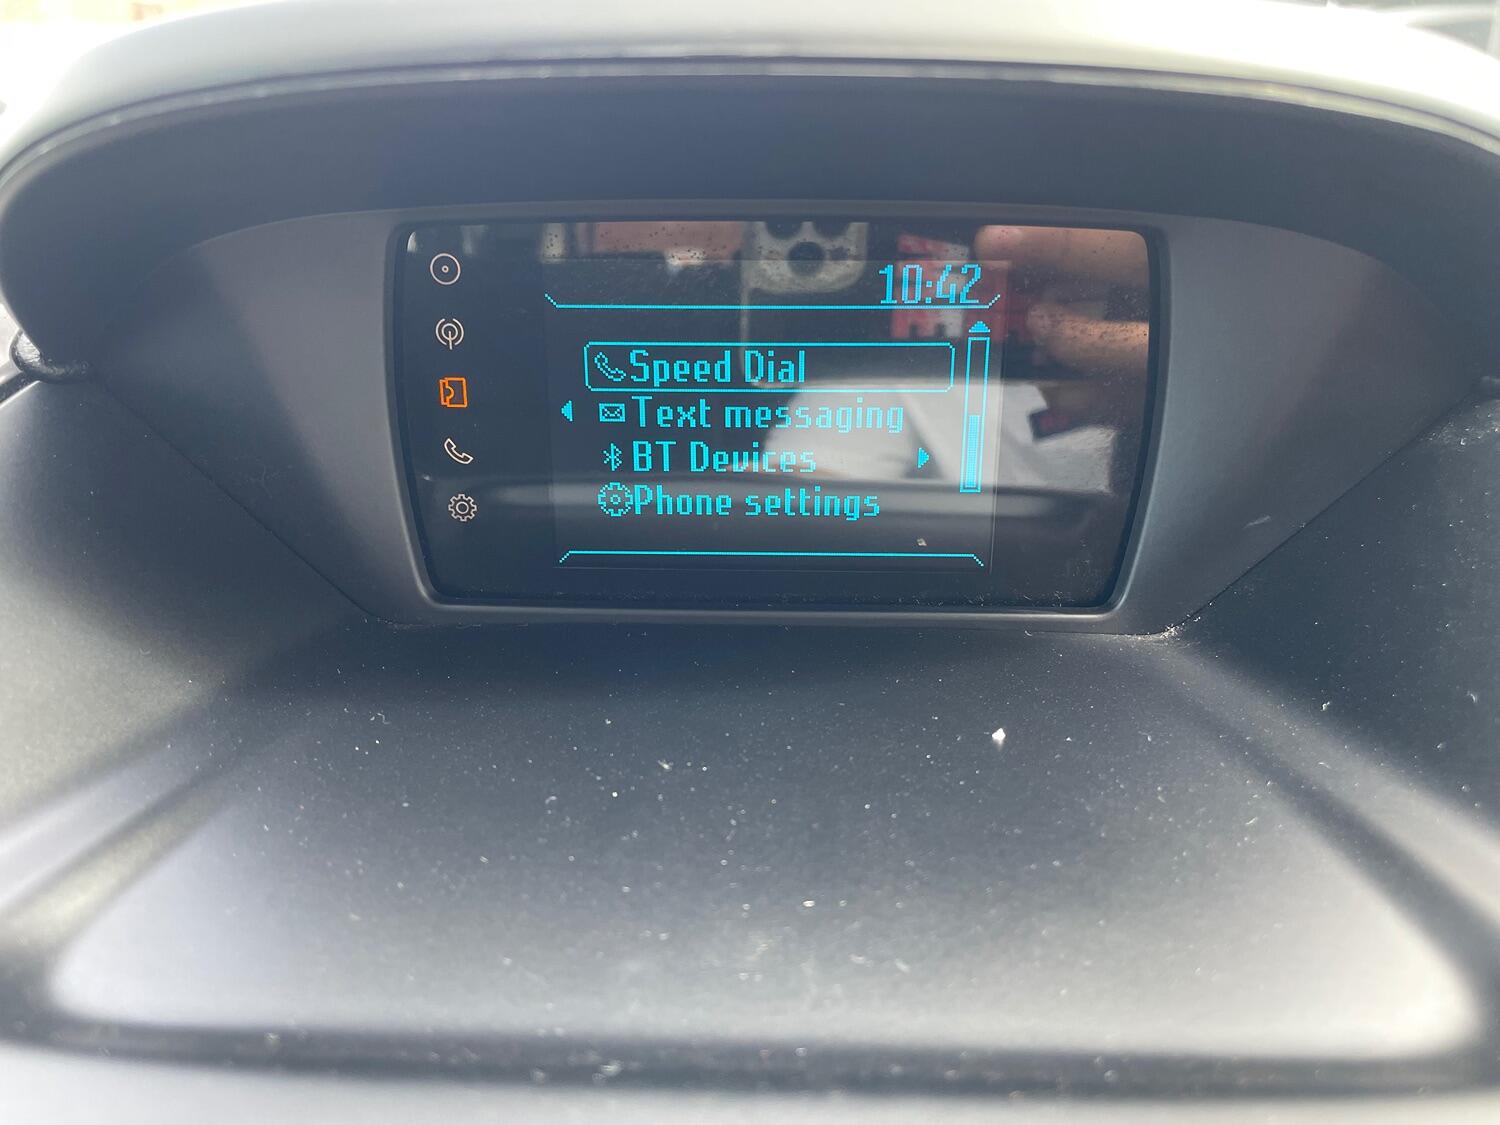 10:42
Speed Dial
Text messaging
BT Devices
Phone settings